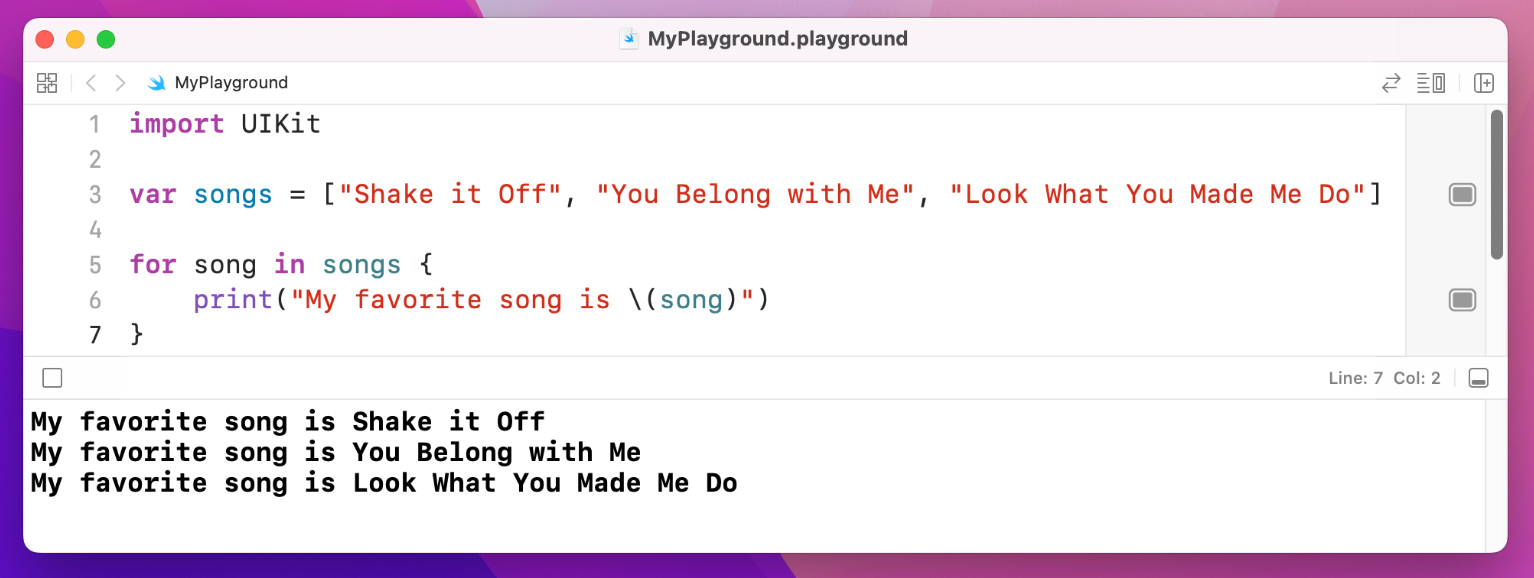 MyPlayground.playground
MyPlayground
1 import UIKit
2
3 var songs = ["Shake it Off", "You Belong with Me", "Look What You Made Me Do"]
4
5 for song in songs {
6     print("My favorite song is \(song)")
7 }
Line: 7 Col: 2
My favorite song is Shake it Off
My favorite song is You Belong with Me
My favorite song is Look What You Made Me Do